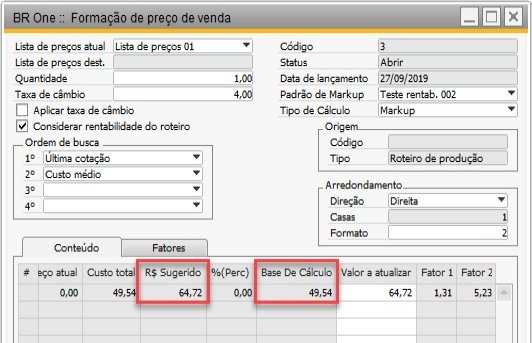 BR One :: Formação de preço de venda
Lista de preços atual Lista de preços 01
Lista de preços dest.
Quantidade 1,00
Taxa de câmbio 4,00
Aplicar taxa de câmbio
Considerar rentabilidade do roteiro
Ordem de busca
1º Última cotação
2º Custo médio
3º
4º
Código 3
Status Abrir
Data de lançamento 27/09/2019
Padrão de Markup Teste rentab. 002
Tipo de Cálculo Markup
Origem
Código
Tipo Roteiro de produção
Arredondamento
Direção Direita
Casas 1
Formato 2
Conteúdo Fatores
# eço atual Custo total R$ Sugerido %(Perc) Base De Cálculo Valor a atualizar Fator 1 Fator 2
0,00 49,54 64,72 0,00 49,54 64,72 1,31 5,23